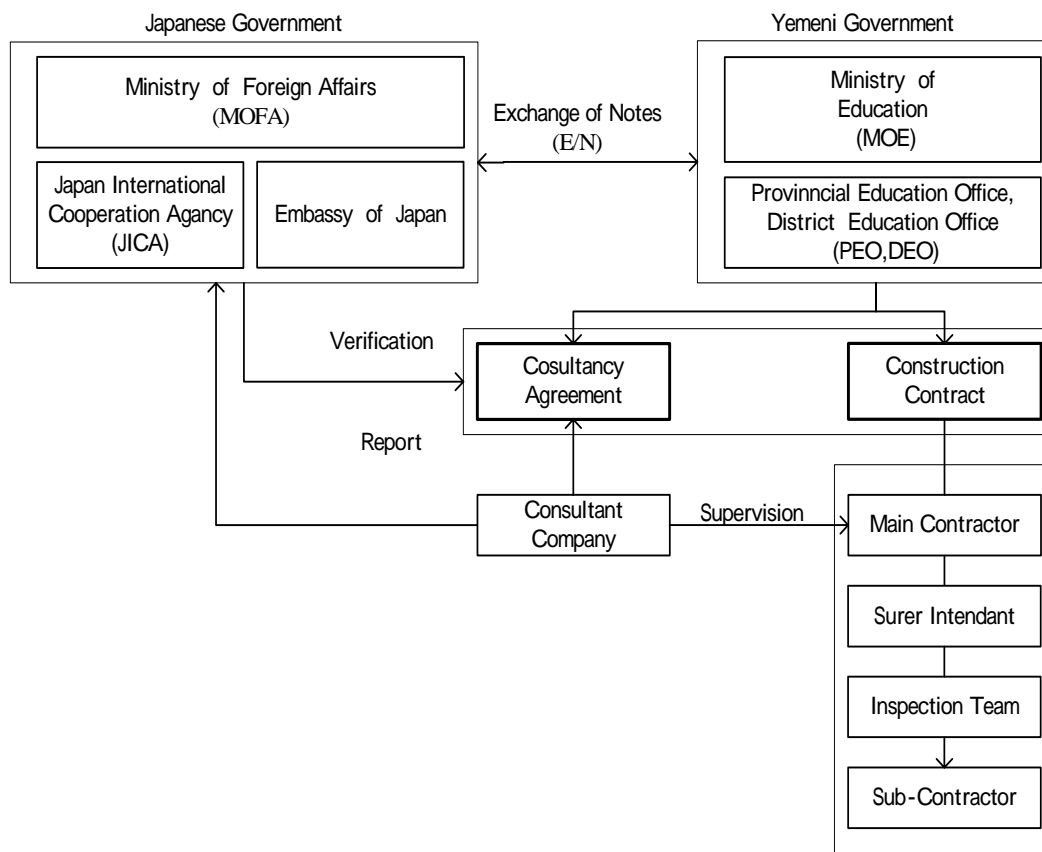 Japanese Government
Yemeni Government
Ministry of Foreign Affairs
(MOFA)
Japan International
Cooperation Agancy
(JICA)
Embassy of Japan
Exchange of Notes
(E/N)
Ministry of
Education
(MOE)
Provinncial Education Office,
District Education Office
(PEO,DEO)
Verification
Cosultancy
Agreement
Construction
Contract
Report
Consultant
Company
Supervision
Main Contractor
Surer Intendant
Inspection Team
Sub-Contractor